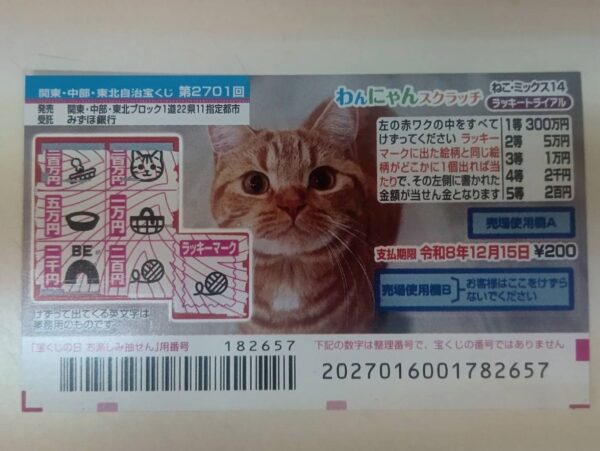 関東・中部・東北自治宝くじ 第2701回
発売 関東・中部・東北ブロック1道22県11指定都市
受託 みずほ銀行
わんにゃんスクラッチ
ねこ・ミックス14
ラッキートライアル
左の赤ワクの中をすべて
けずってください ラッキー
マークに出た絵柄と同じ絵
柄がどこかに1個出れば当
たりで、その左側に書かれた
金額が当せん金となります
1等 300万円
2等 5万円
3等 1万円
4等 2千円
5等 2百円
三百万円
三百万円
五万円
一万円
二千円
BE
二百円
ラッキーマーク
売場使用欄A
支払期限 令和8年12月15日 ¥200
売場使用欄B
お客様はここをけずら
ないでください
けずって出てくる英文字は
業務用のものです
「宝くじの日 お楽しみ抽せん」用番号
182657
下記の数字は整理番号で、宝くじの番号ではありません
2027016001782657